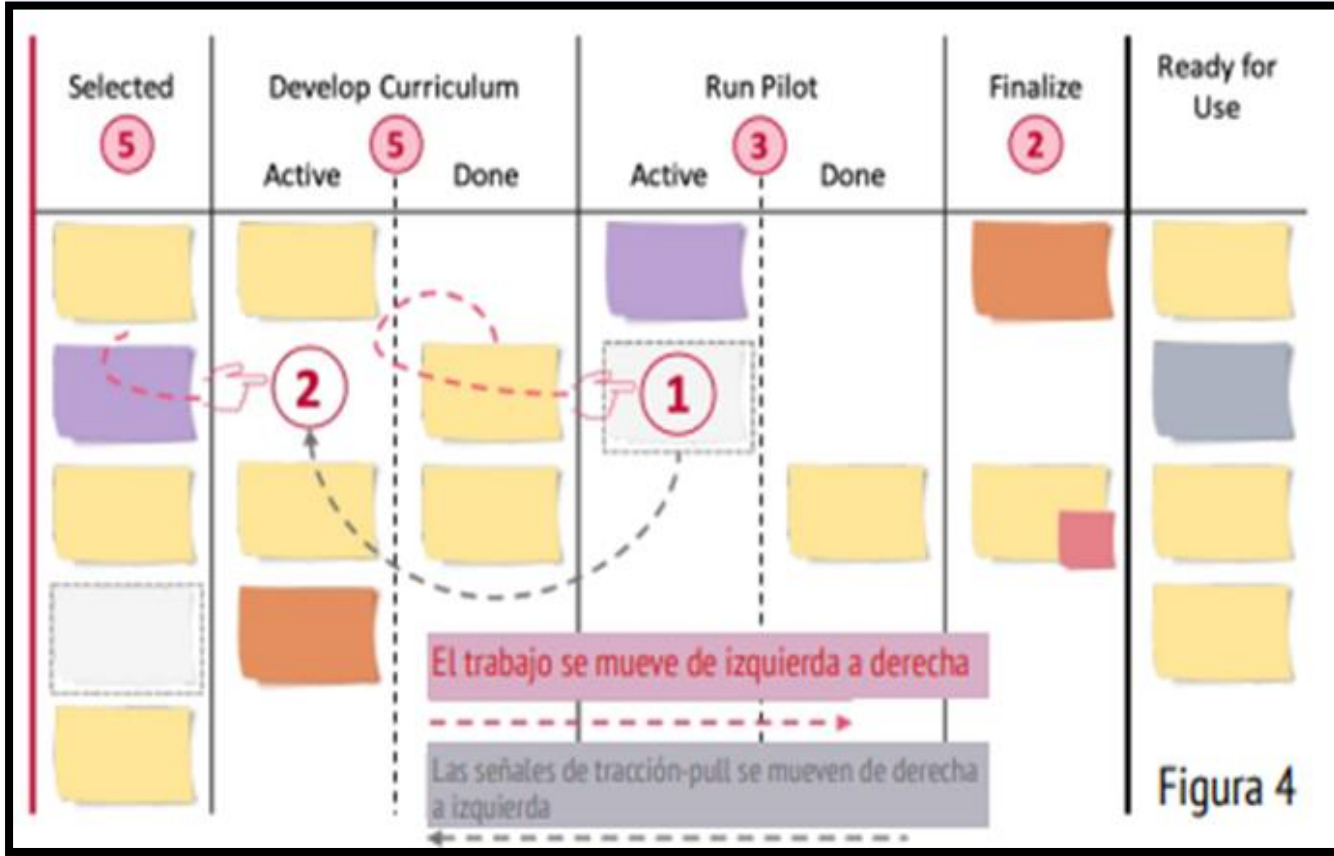 Selected
Develop Curriculum
Run Pilot
Finalize
Ready for
Use
5
5
3
2
Active
Done
Active
Done
2
1
El trabajo se mueve de izquierda a derecha
Las señales de tracción-pull se mueven de derecha
a izquierda
Figura 4